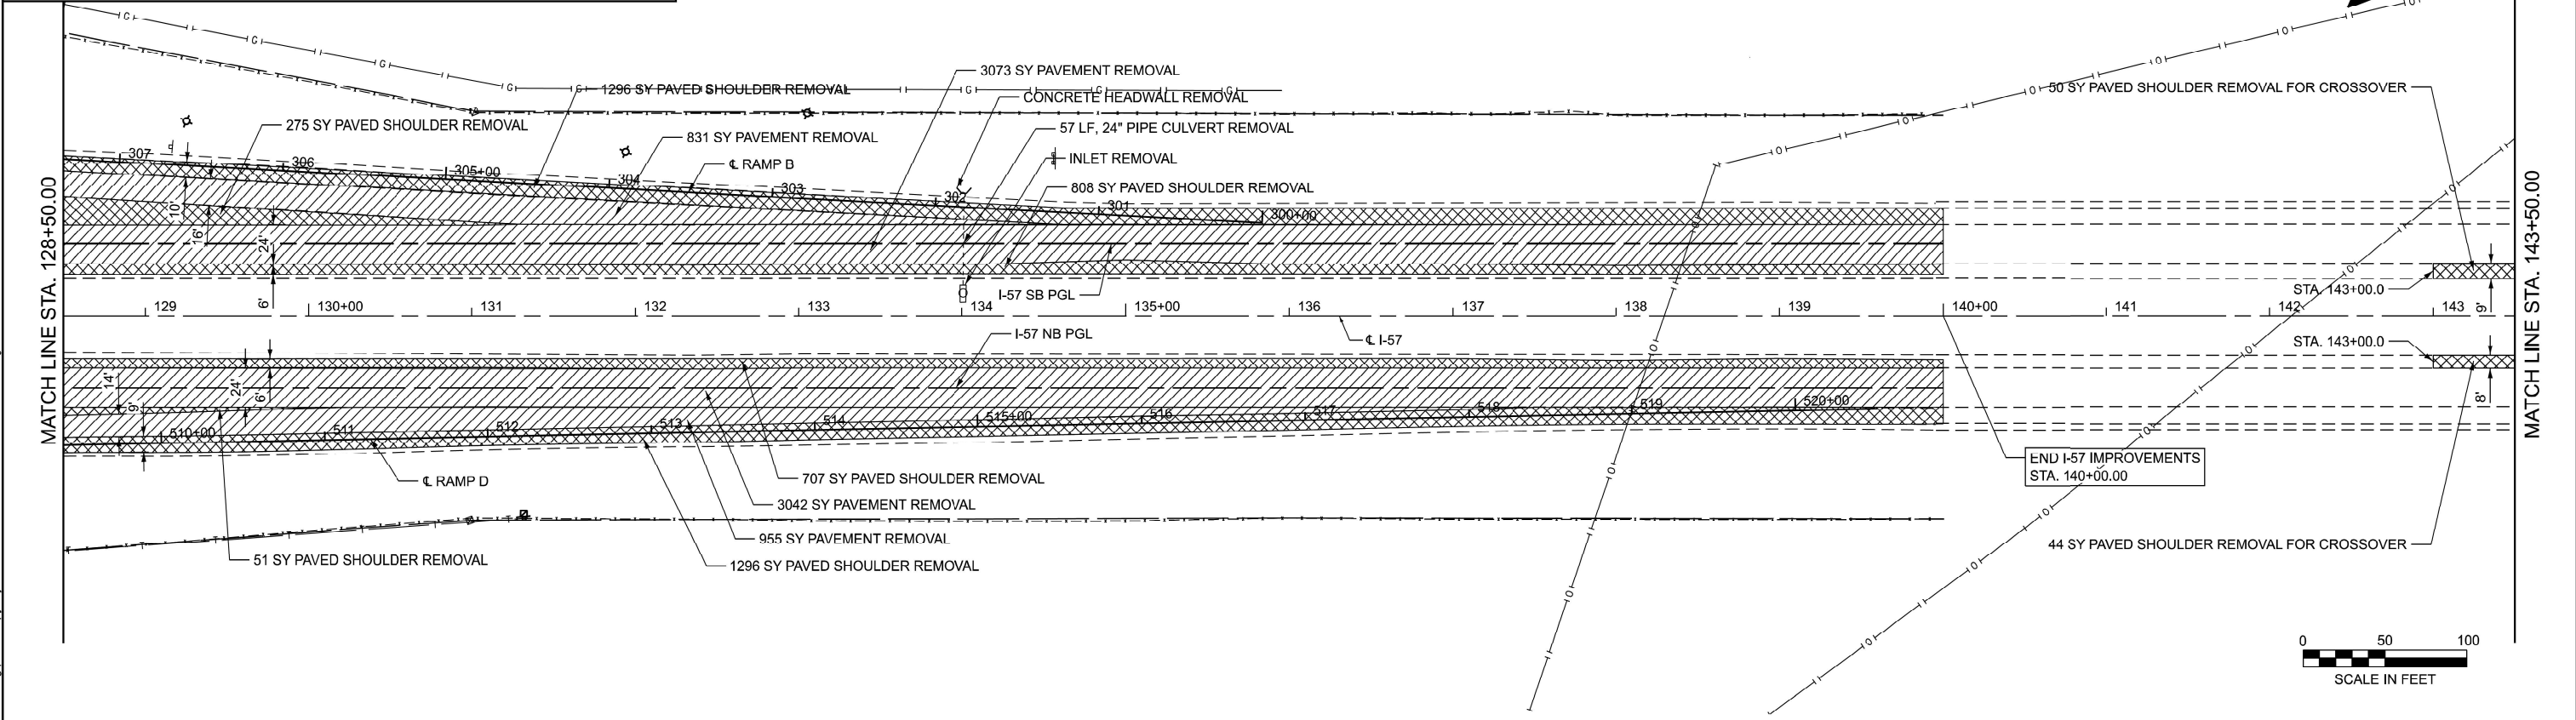 3073 SY PAVEMENT REMOVAL
1296 SY PAVED SHOULDER REMOVAL
CONCRETE HEADWALL REMOVAL
50 SY PAVED SHOULDER REMOVAL FOR CROSSOVER
275 SY PAVED SHOULDER REMOVAL
57 LF, 24" PIPE CULVERT REMOVAL
831 SY PAVEMENT REMOVAL
INLET REMOVAL
℄ RAMP B
808 SY PAVED SHOULDER REMOVAL
307 306 305+00 304 303 302 301 300+00
10'
16'
24'
6'
I-57 SB PGL
STA. 143+00.0
9'
MATCH LINE STA. 128+50.00
MATCH LINE STA. 143+50.00
129 130+00 131 132 133 134 135+00 136 137 138 139 140+00 141 142 143
I-57 NB PGL
℄ I-57
STA. 143+00.0
14'
9'
24'
6'
8'
510+00 511 512 513 514 515+00 516 517 518 519 520+00
℄ RAMP D
707 SY PAVED SHOULDER REMOVAL
END I-57 IMPROVEMENTS
STA. 140+00.00
3042 SY PAVEMENT REMOVAL
955 SY PAVEMENT REMOVAL
44 SY PAVED SHOULDER REMOVAL FOR CROSSOVER
51 SY PAVED SHOULDER REMOVAL
1296 SY PAVED SHOULDER REMOVAL
0 50 100
SCALE IN FEET